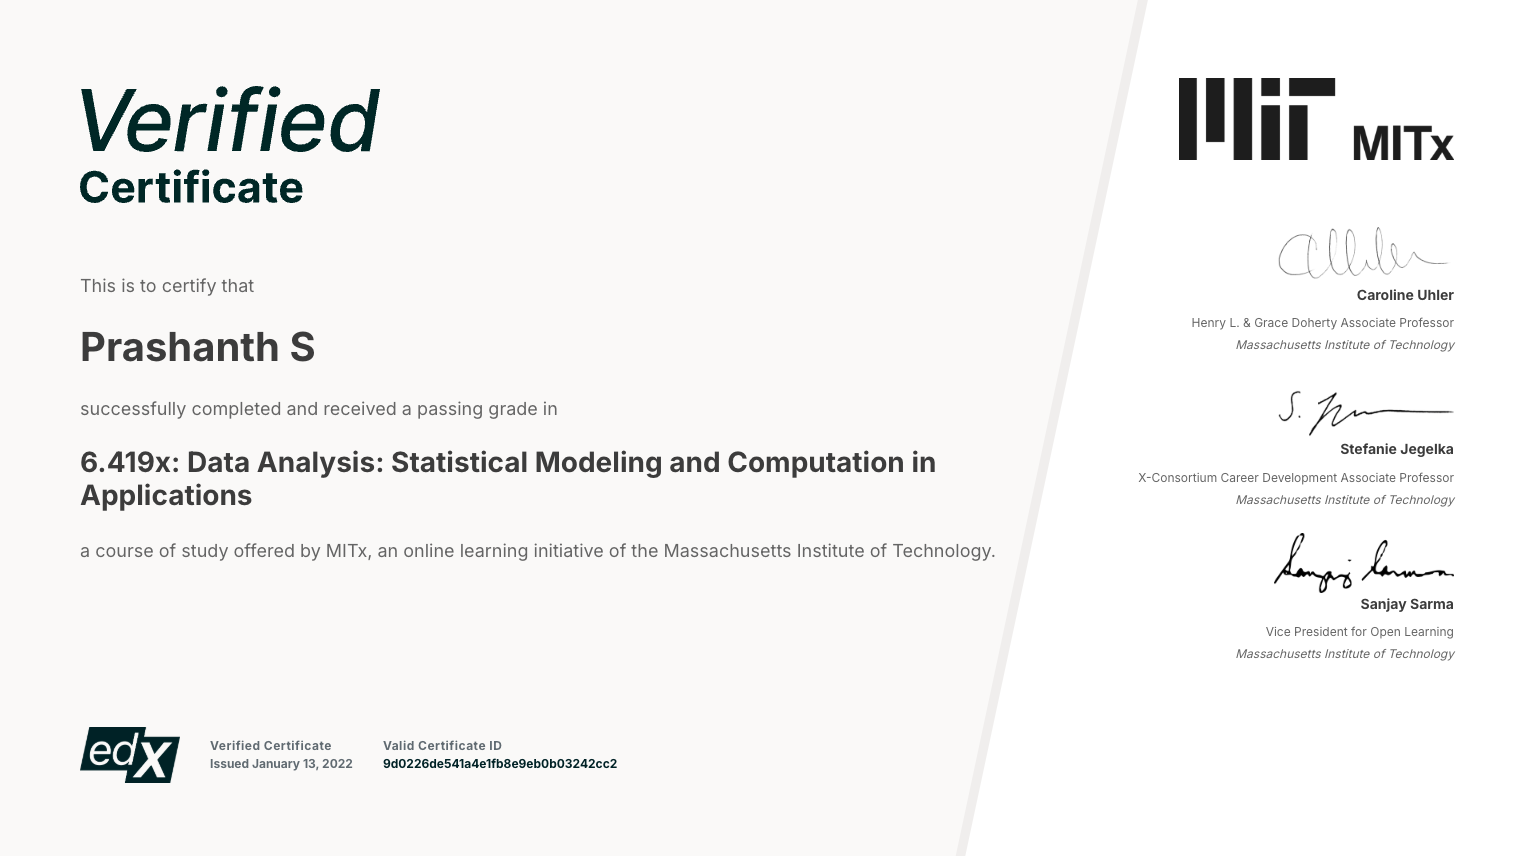 Verified
Certificate
This is to certify that
Prashanth S
successfully completed and received a passing grade in
6.419x: Data Analysis: Statistical Modeling and Computation in
Applications
a course of study offered by MITx, an online learning initiative of the Massachusetts Institute of Technology.
edX
Verified Certificate
Issued January 13, 2022
Valid Certificate ID
9d0226de541a4e1fb8e9eb0b03242cc2
MIT MITx
Caroline Uhler
Henry L. & Grace Doherty Associate Professor
Massachusetts Institute of Technology
Stefanie Jegelka
X-Consortium Career Development Associate Professor
Massachusetts Institute of Technology
Sanjay Sarma
Sanjay Sarma
Vice President for Open Learning
Massachusetts Institute of Technology